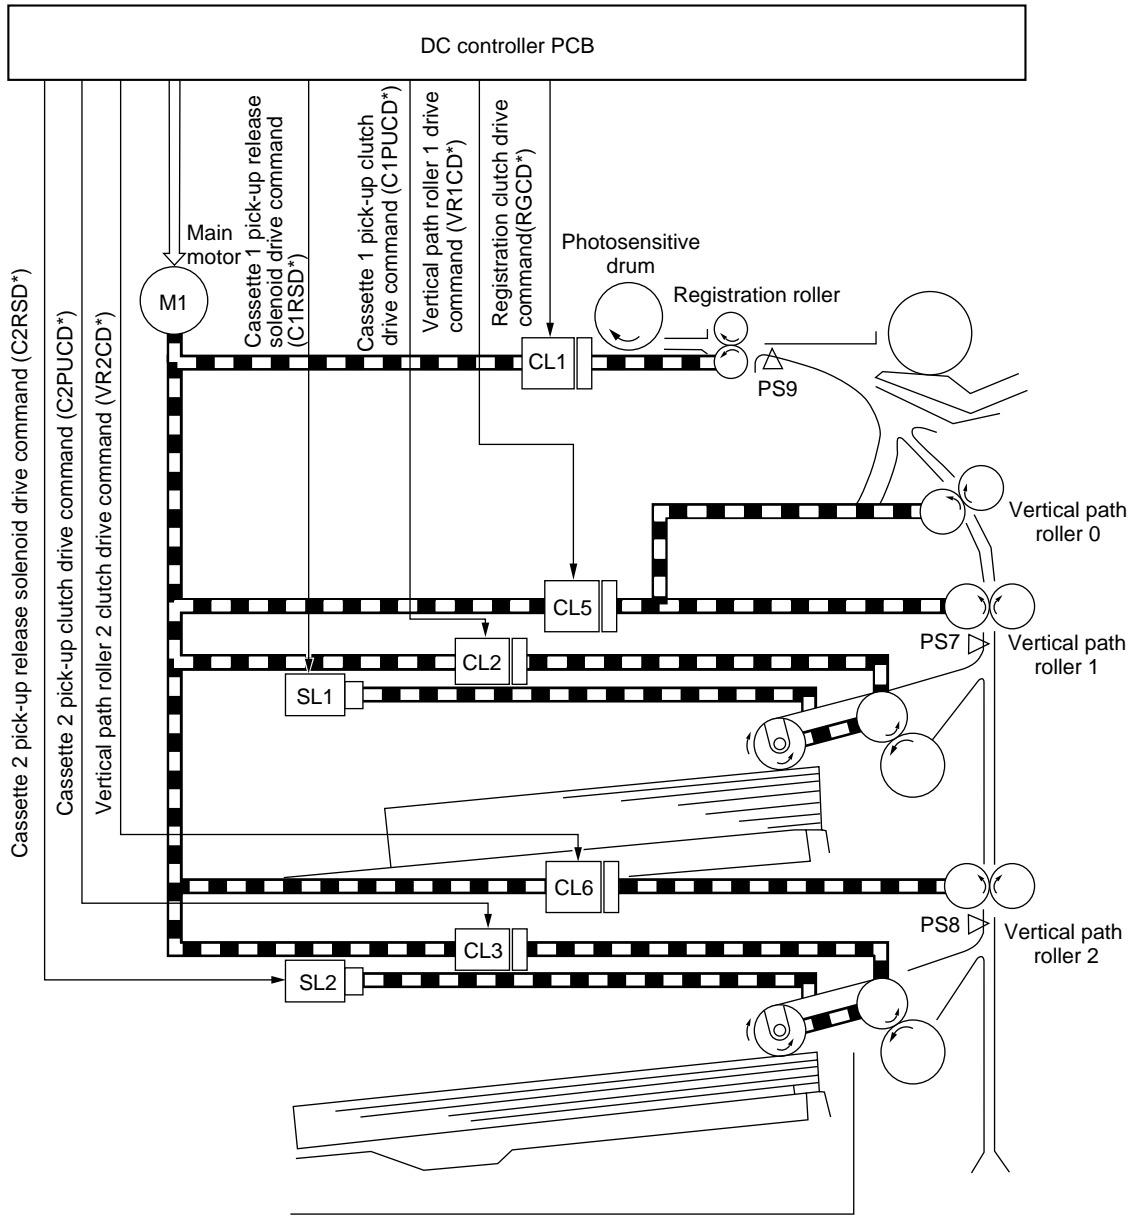 DC controller PCB
Cassette 2 pick-up release solenoid drive command (C2RSD*)
Cassette 2 pick-up clutch drive command (C2PUCD*)
Vertical path roller 2 clutch drive command (VR2CD*)
Main
motor
M1
Cassette 1 pick-up release
solenoid drive command
(C1RSD*)
Casssette 1 pick-up clutch
drive command (C1PUCD*)
Vertical path roller 1 drive
command (VR1CD*)
Registration clutch drive
command(RGCD*)
Photosensitive
drum
Registration roller
CL1
PS9
Vertical path
roller 0
CL5
PS7
Vertical path
roller 1
CL2
SL1
CL6
PS8
Vertical path
roller 2
CL3
SL2